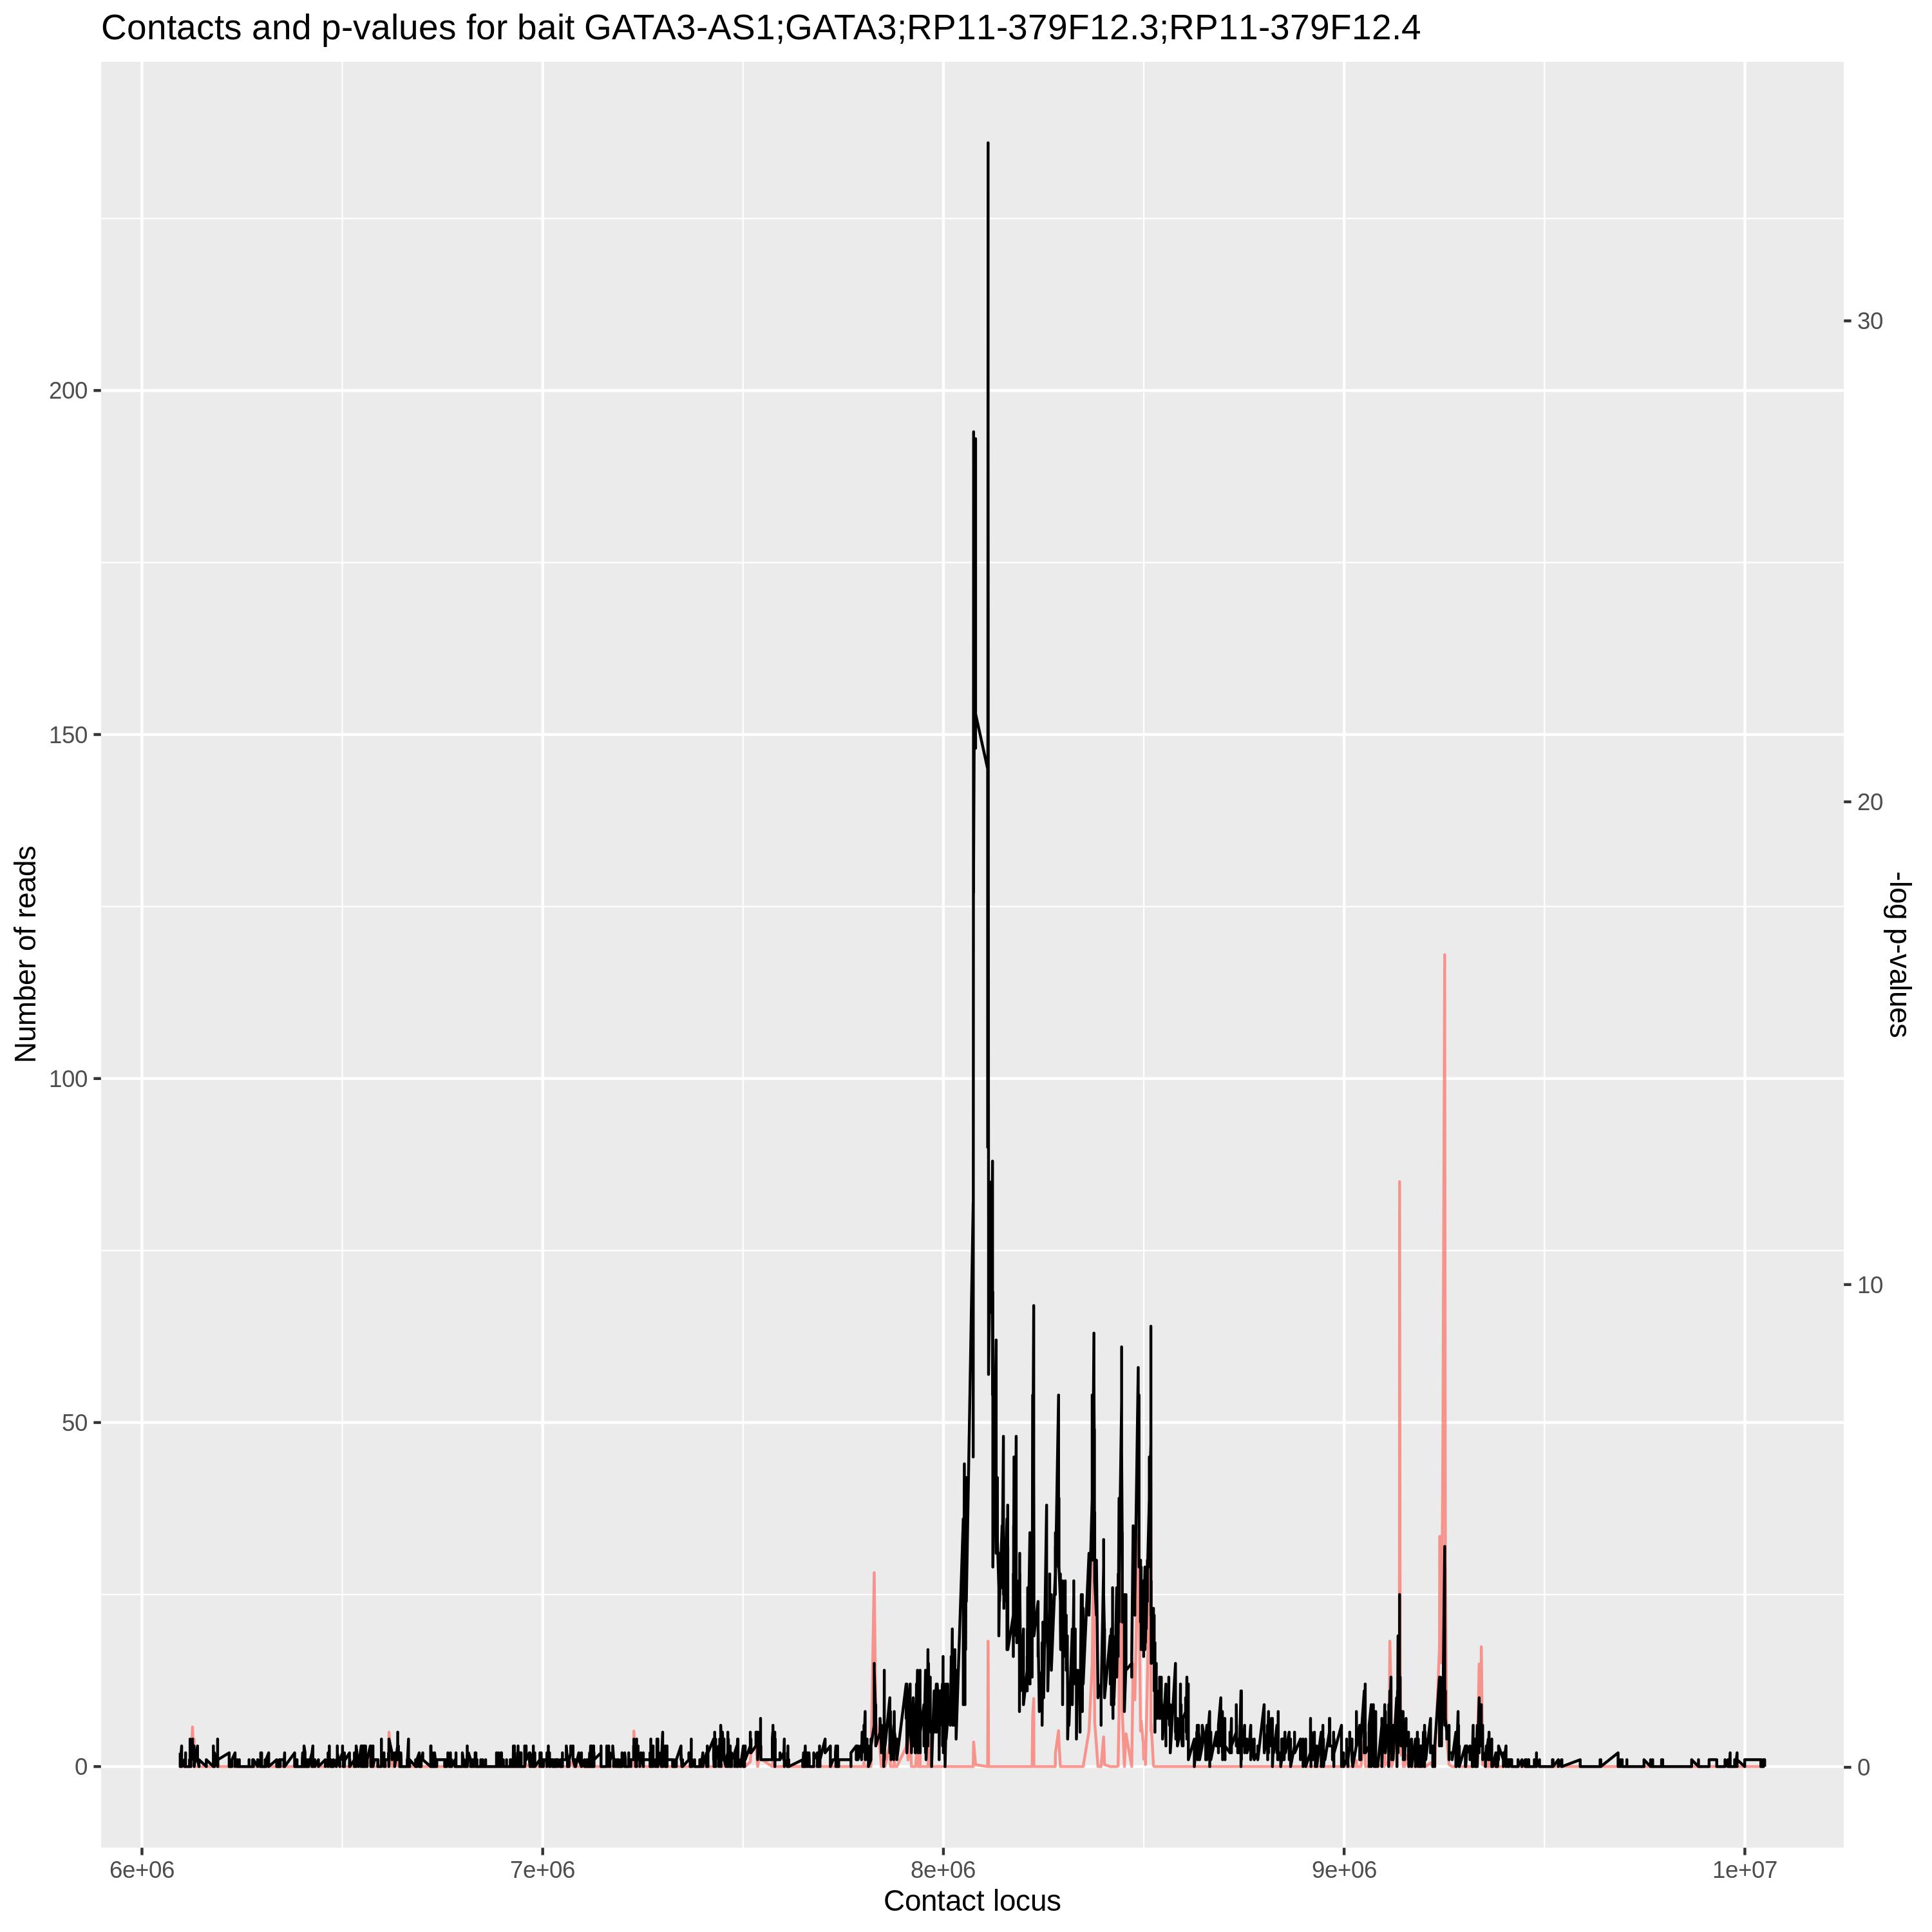 Contacts and p-values for bait GATA3-AS1;GATA3;RP11-379F12.3;RP11-379F12.4
200
150
100
50
0
Number of reads
30
20
10
0
-log p-values
6e+06 7e+06 8e+06 9e+06 1e+07
Contact locus